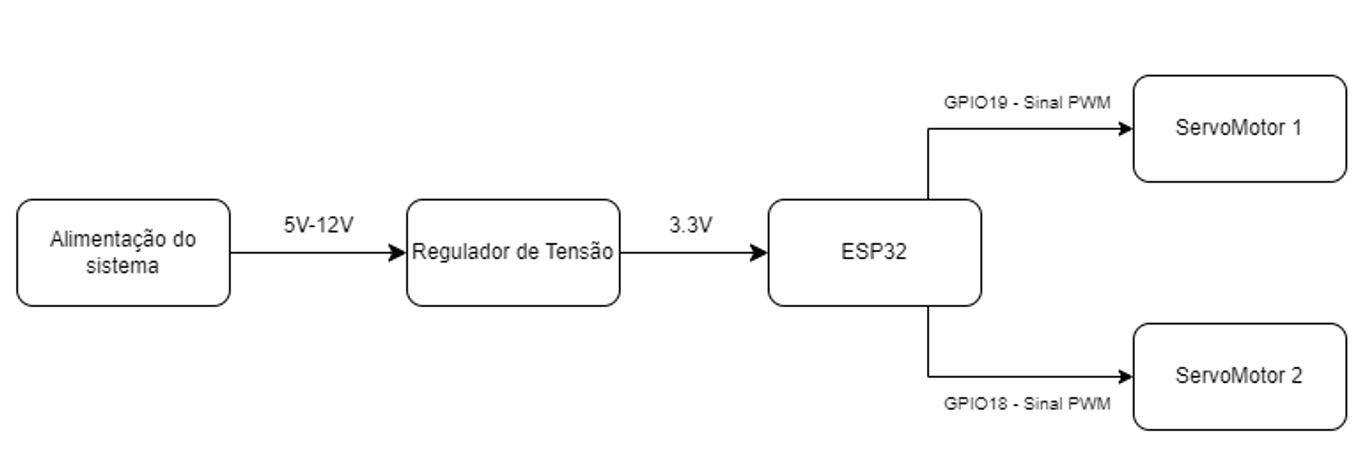 GPIO19 - Sinal PWM
ServoMotor 1
Alimentação do
sistema
5V-12V
Regulador de Tensão
3.3V
ESP32
ServoMotor 2
GPIO18 - Sinal PWM